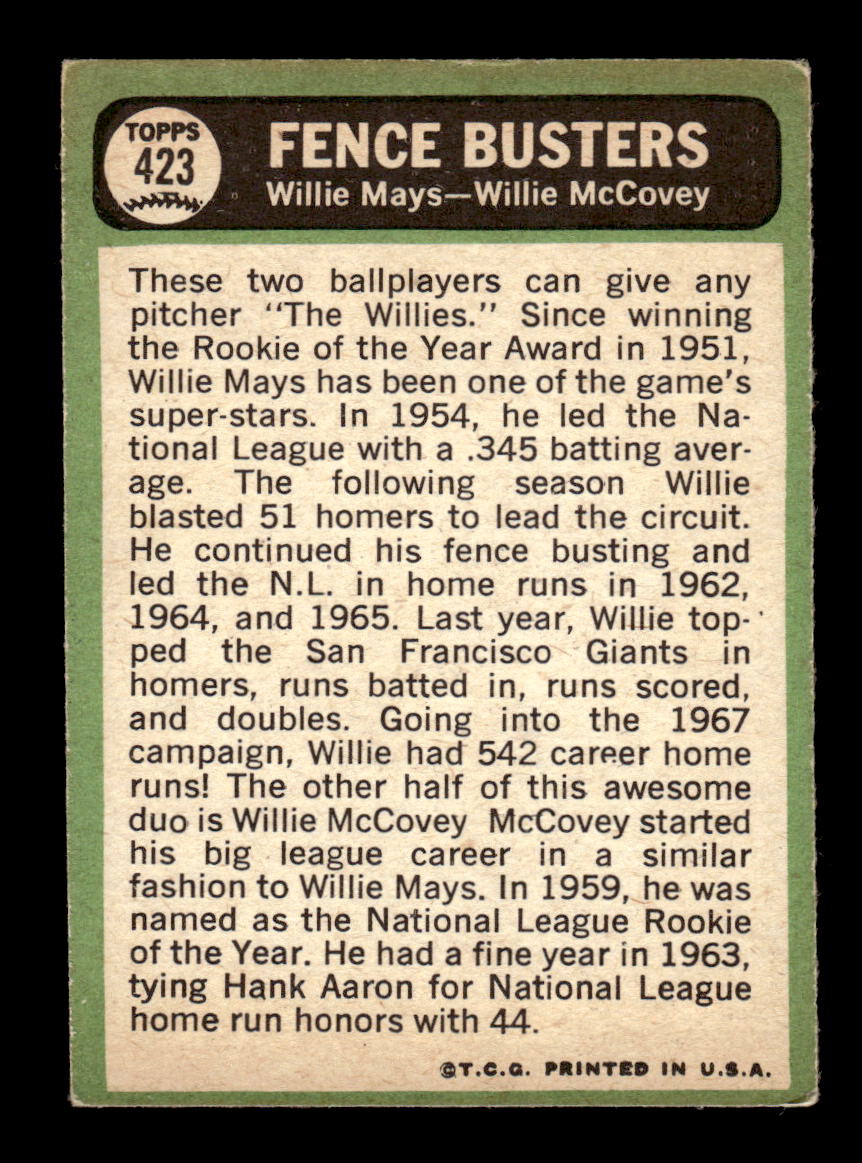 TOPPS
423
FENCE BUSTERS
Willie Mays—Willie McCovey
These two ballplayers can give any
pitcher "The Willies." Since winning
the Rookie of the Year Award in 1951,
Willie Mays has been one of the game's
super-stars. In 1954, he led the Na-
tional League with a .345 batting aver-
age. The following season Willie
blasted 51 homers to lead the circuit.
He continued his fence busting and
led the N.L. in home runs in 1962,
1964, and 1965. Last year, Willie top-
ped the San Francisco Giants in
homers, runs batted in, runs scored,
and doubles. Going into the 1967
campaign, Willie had 542 career home
runs! The other half of this awesome
duo is Willie McCovey McCovey started
his big league career in a similar
fashion to Willie Mays. In 1959, he was
named as the National League Rookie
of the Year. He had a fine year in 1963,
tying Hank Aaron for National League
home run honors with 44.
©T.C.G. PRINTED IN U.S.A.